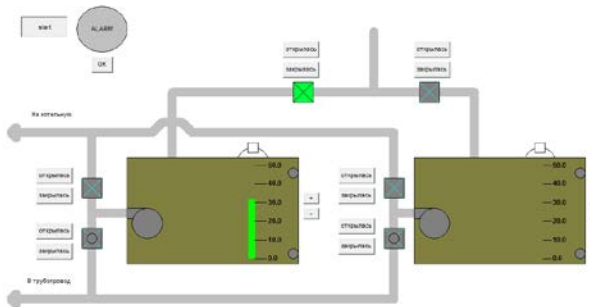 start
ALARM
OK
открылась
закрылась
открылась
закрылась
На котельную
открылась
закрылась
открылась
закрылась
50.0
40.0
30.0
20.0
10.0
0.0
+
-
открылась
закрылась
открылась
закрылась
50.0
40.0
30.0
20.0
10.0
0.0
В трубопровод